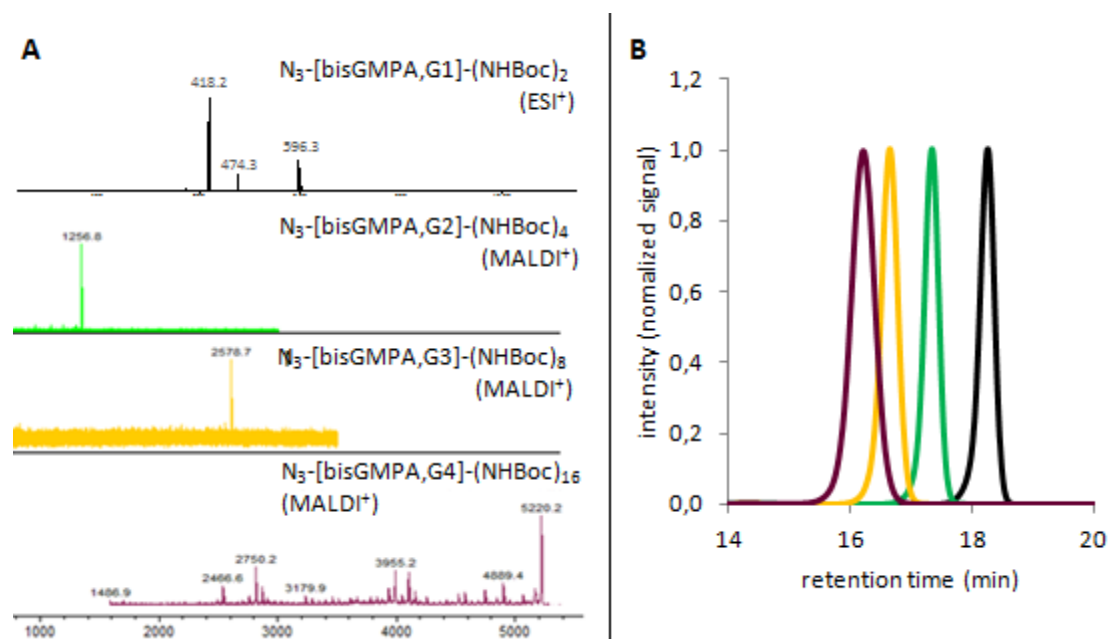 A
N₃-[bisGMPA,G1]-(NHBoc)₂
(ESI⁺)
418.2
474.3
596.3
N₃-[bisGMPA,G2]-(NHBoc)₄
(MALDI⁺)
1256.8
N₃-[bisGMPA,G3]-(NHBoc)₈
(MALDI⁺)
2578.7
N₃-[bisGMPA,G4]-(NHBoc)₁₆
(MALDI⁺)
5220.2
2750.2
3955.2
2466.6
4889.4
3179.9
1486.9
1000 2000 3000 4000 5000
B
1,2
1,0
0,8
0,6
0,4
0,2
0,0
intensity (nomalized signal)
14 16 18 20
retention time (min)